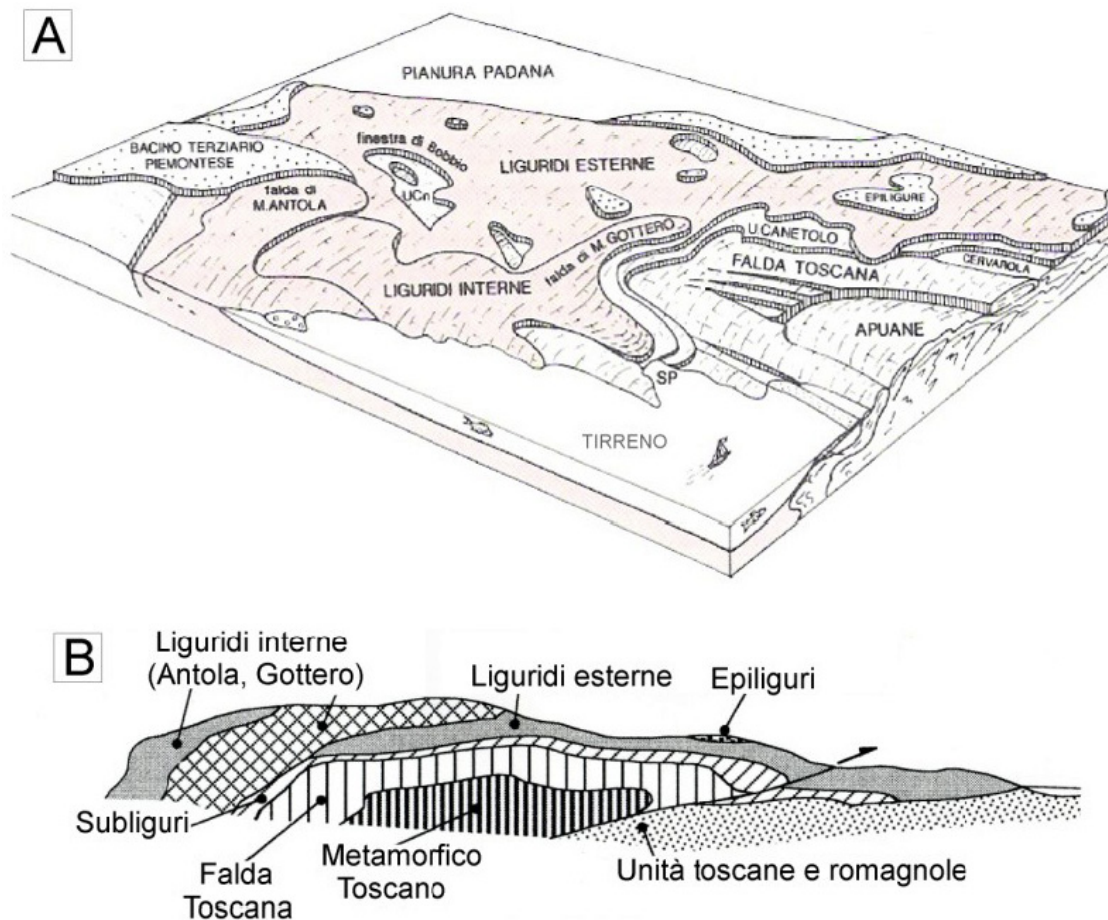 A
PIANURA PADANA
BACINO TERZIARIO
PIEMONTESE
finestra di Bobbio
UCn
LIGURIDI ESTERNE
EPILIGURE
falda di
M.ANTOLA
falda di M. GOTTERO
U.CANETOLO
CERVAROLA
FALDA TOSCANA
LIGURIDI INTERNE
APUANE
SP
TIRRENO
B
Liguridi interne
(Antola, Gottero)
Liguridi esterne
Epiliguri
Subliguri
Falda
Toscana
Metamorfico
Toscano
Unità toscane e romagnole